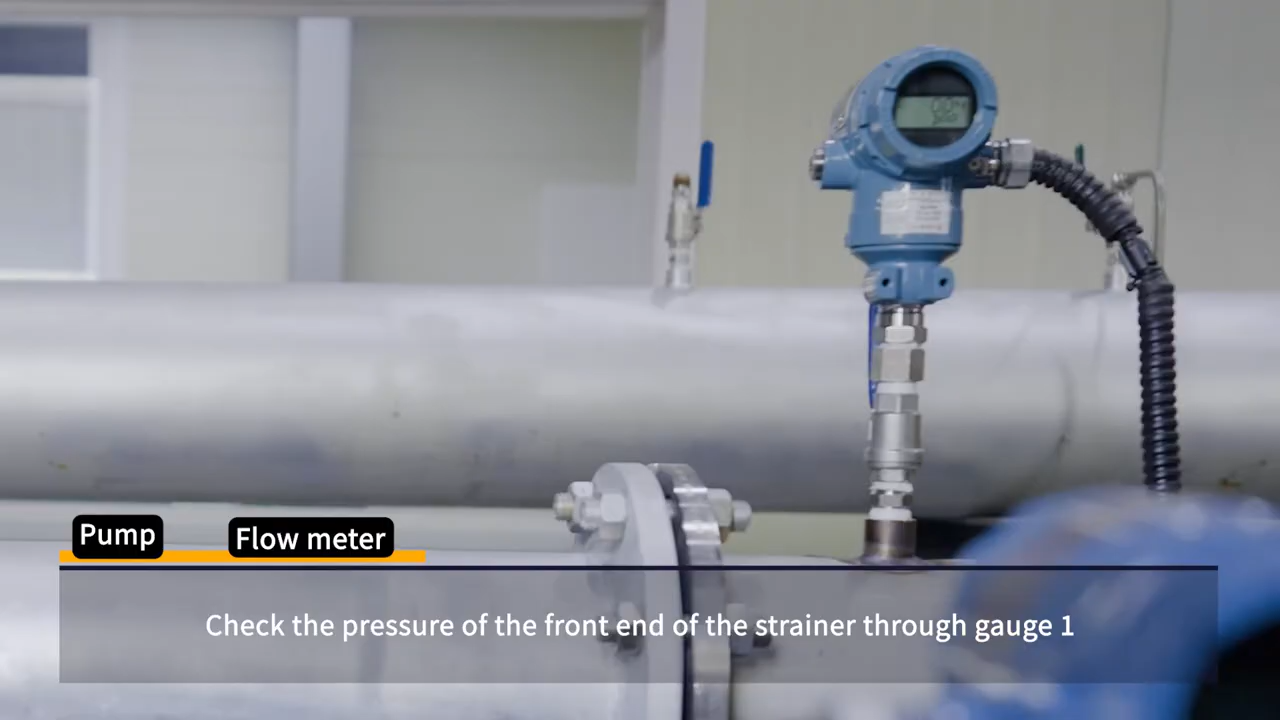 Pump
Flow meter
Check the pressure of the front end of the strainer through gauge 1